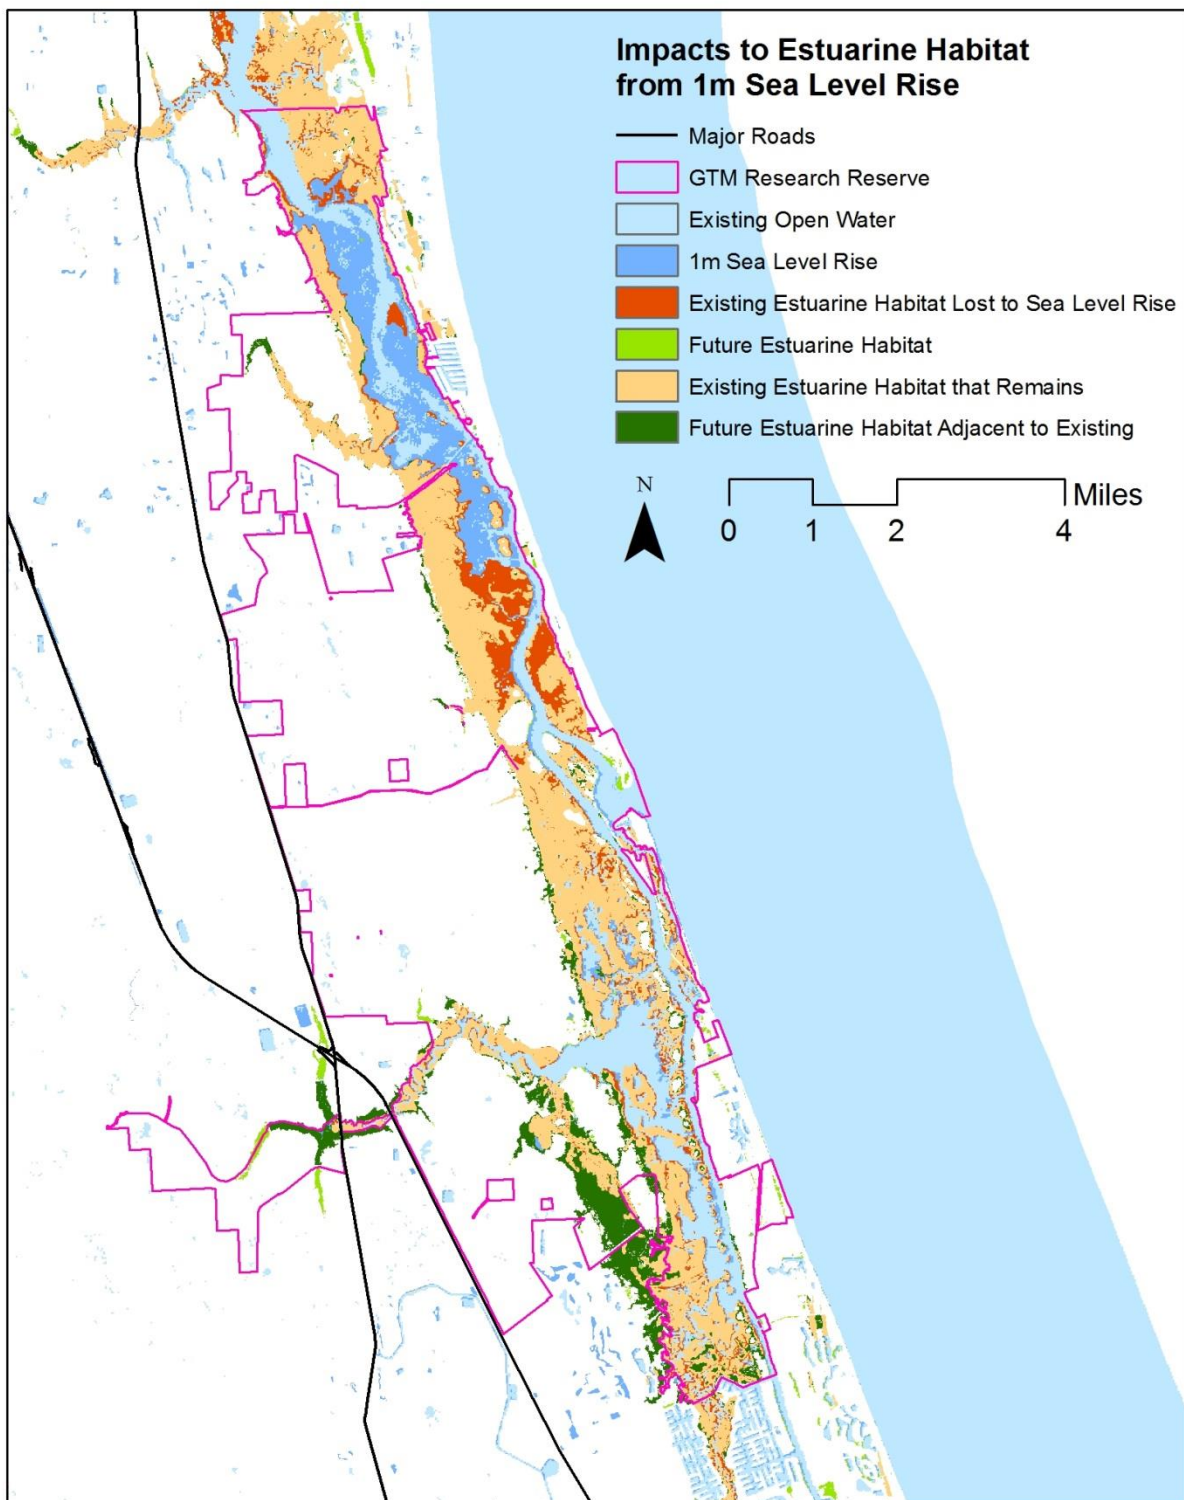 Impacts to Estuarine Habitat
from 1m Sea Level Rise
Major Roads
GTM Research Reserve
Existing Open Water
1m Sea Level Rise
Existing Estuarine Habitat Lost to Sea Level Rise
Future Estuarine Habitat
Existing Estuarine Habitat that Remains
Future Estuarine Habitat Adjacent to Existing
N
Miles
0 1 2 4